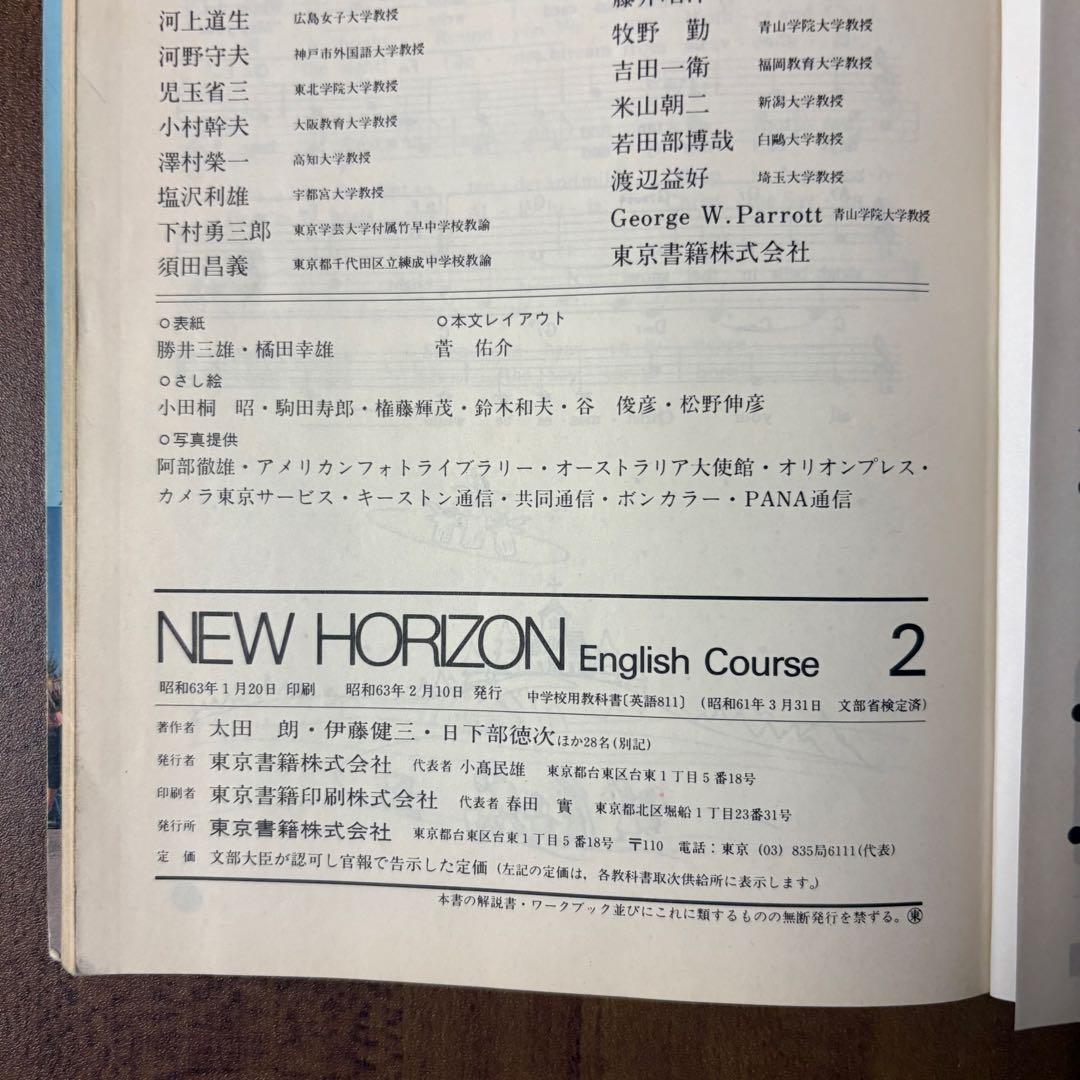 河上道生 広島女子大学教授
河野守夫 神戸市外国語大学教授
児玉省三 東北学院大学教授
小村幹夫 大阪教育大学教授
澤村榮一 高知大学教授
塩沢利雄 宇都宮大学教授
下村勇三郎 東京学芸大学付属竹早中学校教諭
須田昌義 東京都千代田区立練成中学校教諭
牧野 勤 青山学院大学教授
吉田一衛 福岡教育大学教授
米山朝二 新潟大学教授
若田部博哉 白鷗大学教授
渡辺益好 埼玉大学教授
George W. Parrott 青山学院大学教授
東京書籍株式会社
○表紙
勝井三雄・橘田幸雄
○本文レイアウト
菅 佑介
○さし絵
小田桐 昭・駒田寿郎・権藤輝茂・鈴木和夫・谷 俊彦・松野伸彦
○写真提供
阿部徹雄・アメリカンフォトライブラリー・オーストラリア大使館・オリオンプレス・
カメラ東京サービス・キーストン通信・共同通信・ボンカラー・PANA通信
NEW HORIZON English Course 2
昭和63年1月20日 印刷 昭和63年2月10日 発行 中学校用教科書〔英語811〕 (昭和61年3月31日 文部省検定済)
著作者 太田 朗・伊藤健三・日下部徳次ほか28名(別記)
発行者 東京書籍株式会社 代表者 小髙民雄 東京都台東区台東1丁目5番18号
印刷者 東京書籍印刷株式会社 代表者 春田 實 東京都北区堀船1丁目23番31号
発行所 東京書籍株式会社 東京都台東区台東1丁目5番18号 〒110 電話:東京(03)835局6111(代表)
定 価 文部大臣が認可し官報で告示した定価 (左記の定価は、各教科書取次供給所に表示します。)
本書の解説書・ワークブック並びにこれに類するものの無断発行を禁ずる。㊞